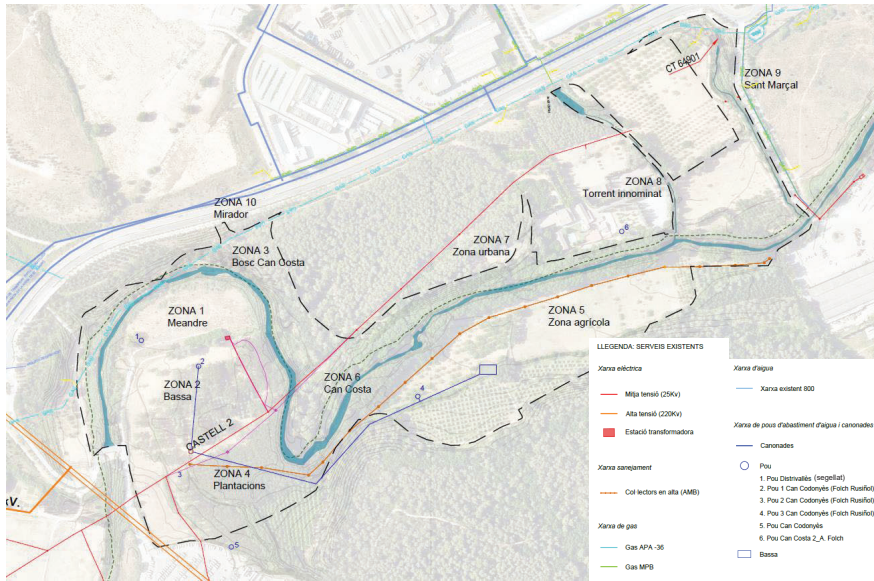 CT 64901
ZONA 9
Sant Marçal
ZONA 8
Torrent innominat
ZONA 10
Mirador
6
ZONA 7
Zona urbana
ZONA 3
Bosc Can Costa
ZONA 1
Meandre
ZONA 5
Zona agrícola
1
2
ZONA 2
Bassa
ZONA 6
Can Costa
4
CASTELL 2
3
ZONA 4
Plantacions
xV.
5
LLEGENDA: SERVEIS EXISTENTS
Xarxa elèctrica
Mitja tensió (25Kv)
Alta tensió (220Kv)
Estació transformadora
Xarxa sanejament
Col·lectors en alta (AMB)
Xarxa de gas
Gas APA -36
Gas MPB
Xarxa d'aigua
Xarxa existent 800
Xarxa de pous d'abastiment d'aigua i canonades
Canonades
Pou
1. Pou Distrivallès (segellat)
2. Pou 1 Can Codonyès (Folch Rusiñol)
3. Pou 2 Can Codonyès (Folch Rusiñol)
4. Pou 3 Can Codonyès (Folch Rusiñol)
5. Pou Can Codonyès
6. Pou Can Costa 2_A. Folch
Bassa